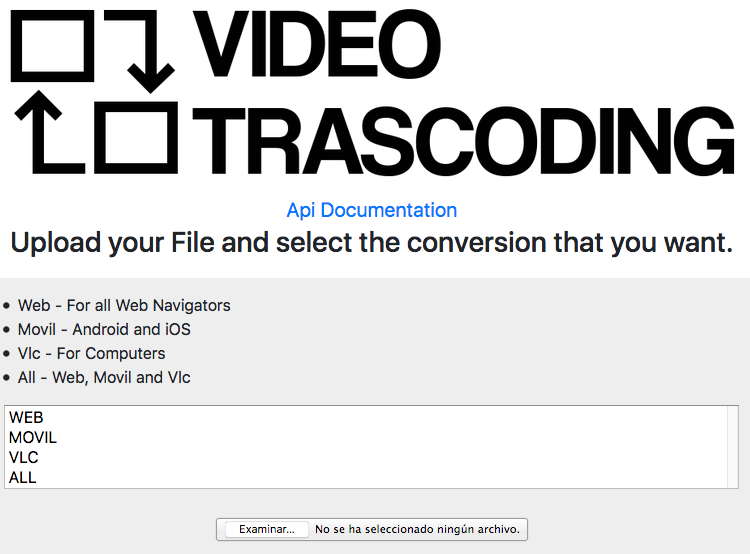 VIDEO
TRASCODING
Api Documentation
Upload your File and select the conversion that you want.
Web - For all Web Navigators
Movil - Android and iOS
Vlc - For Computers
All - Web, Movil and Vlc
WEB
MOVIL
VLC
ALL
Examinar... No se ha seleccionado ningún archivo.